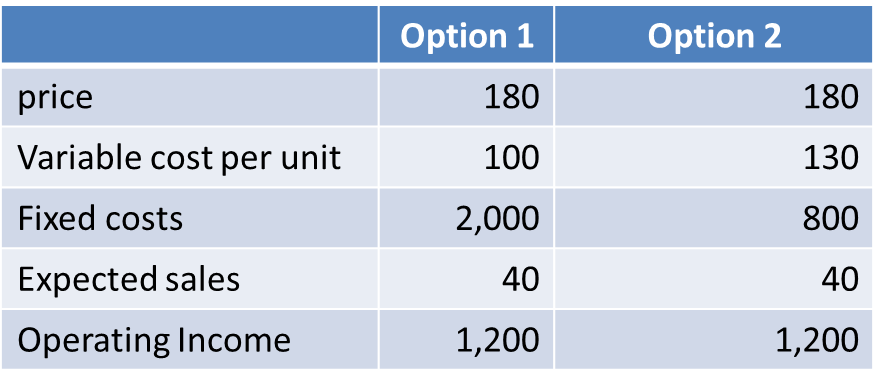 Option 1 Option 2
price 180 180
Variable cost per unit 100 130
Fixed costs 2,000 800
Expected sales 40 40
Operating Income 1,200 1,200